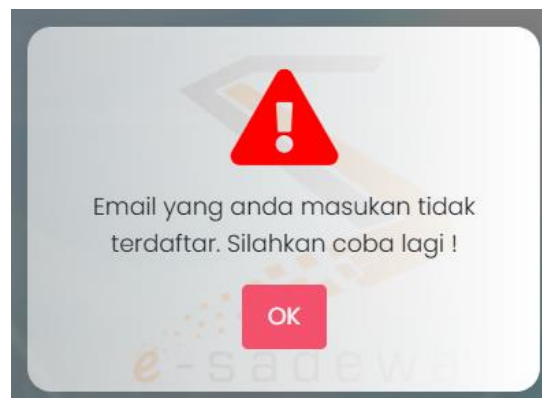 Email yang anda masukan tidak
terdaftar. Silahkan coba lagi !
OK
e-sadewa